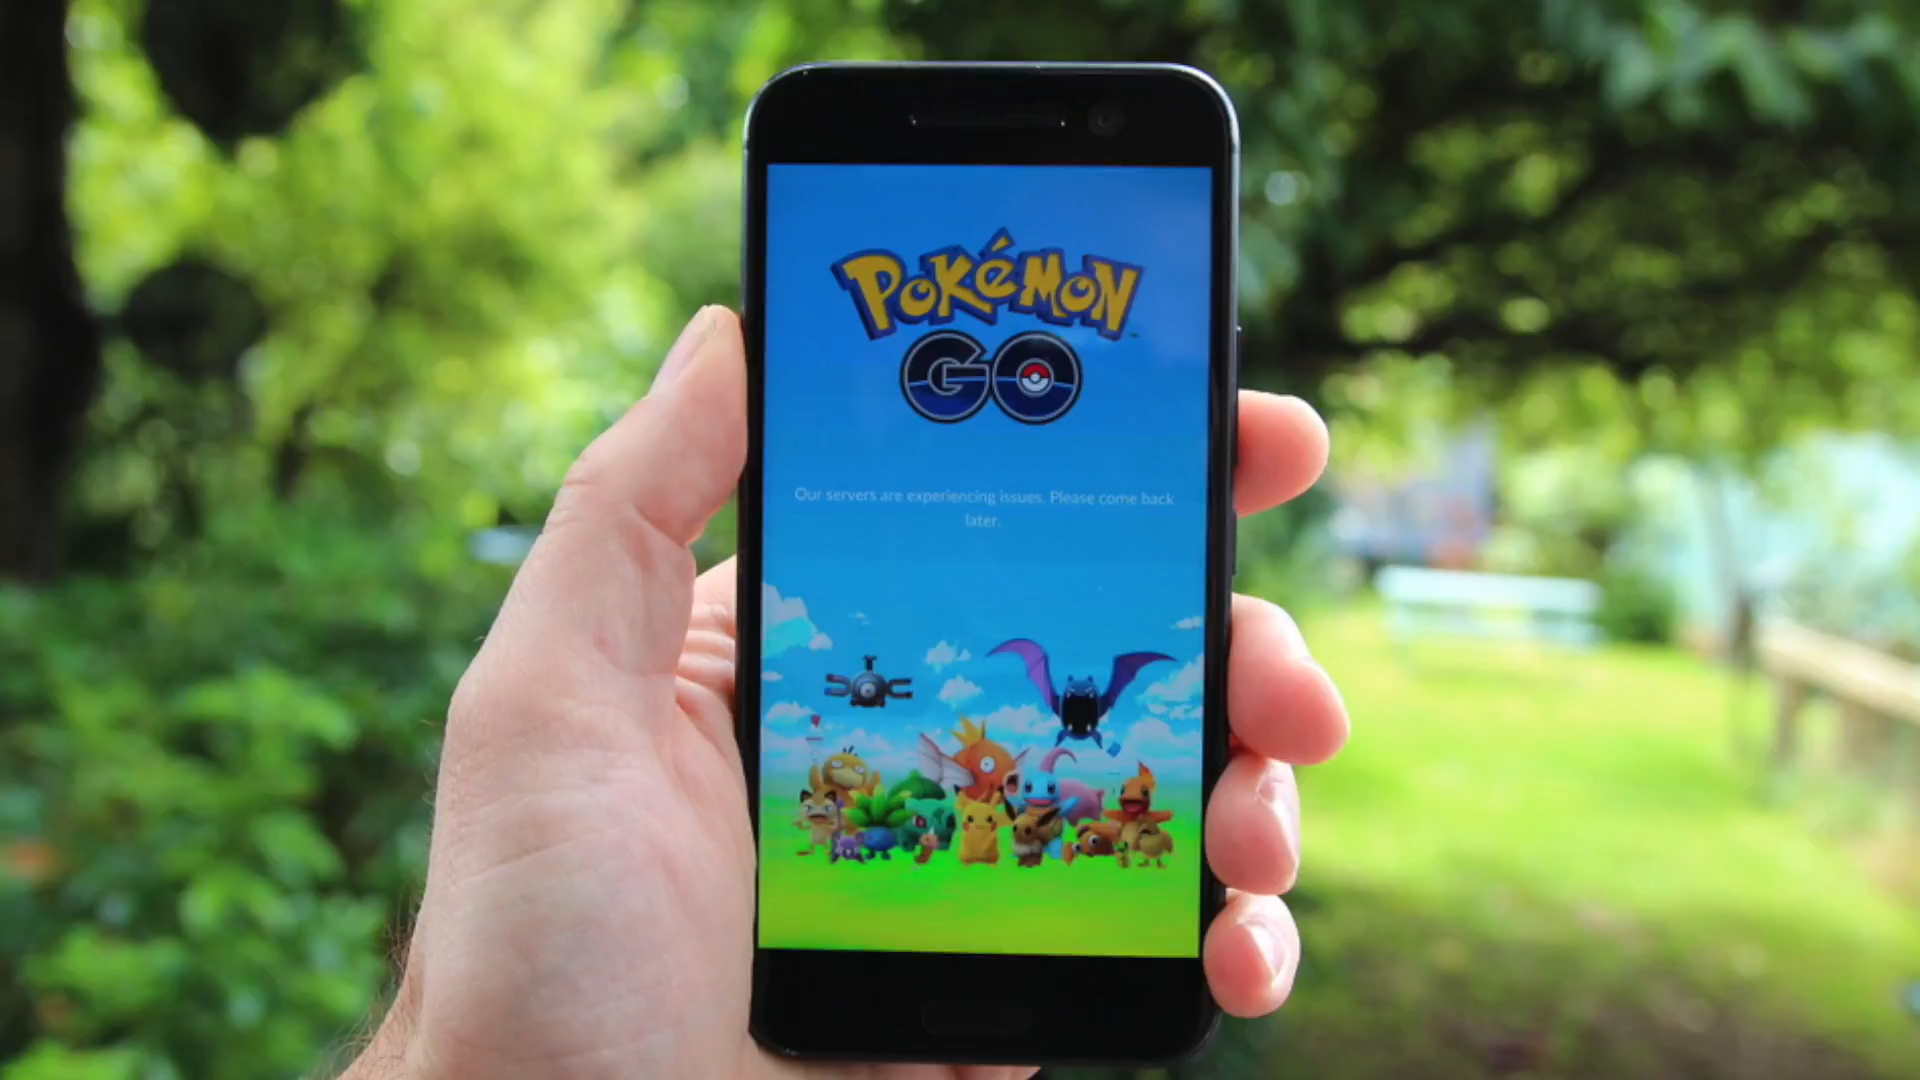 POKéMON
GO
Our servers are experiencing issues. Please come back
later.